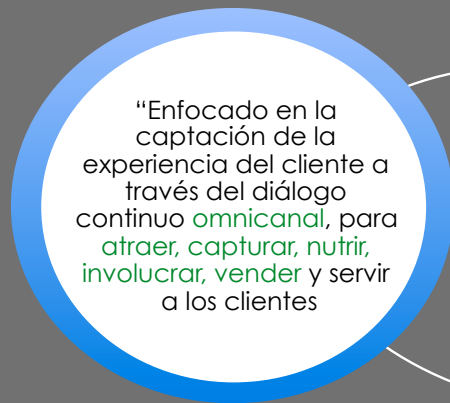 “Enfocado en la
captación de la
experiencia del cliente a
través del diálogo
continuo omnicanal, para
atraer, capturar, nutrir,
involucrar, vender y servir
a los clientes